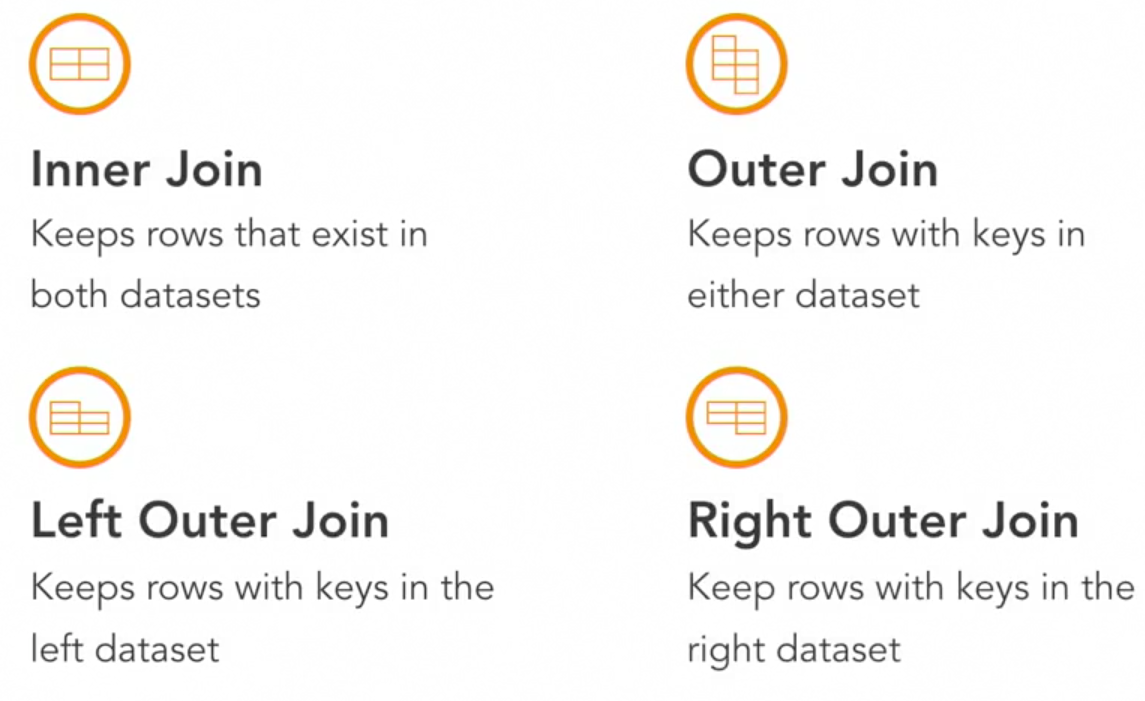 Inner Join
Keeps rows that exist in
both datasets
Outer Join
Keeps rows with keys in
either dataset
Left Outer Join
Keeps rows with keys in the
left dataset
Right Outer Join
Keep rows with keys in the
right dataset